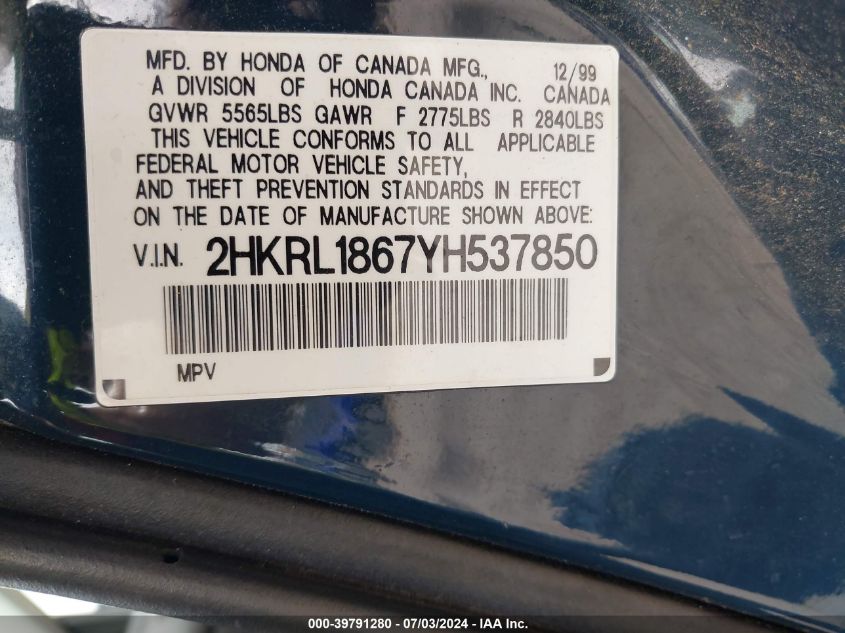 MFD. BY HONDA OF CANADA MFG., 12/99
A DIVISION OF HONDA CANADA INC. CANADA
GVWR 5565LBS GAWR F 2775LBS R 2840LBS
THIS VEHICLE CONFORMS TO ALL APPLICABLE
FEDERAL MOTOR VEHICLE SAFETY,
AND THEFT PREVENTION STANDARDS IN EFFECT
ON THE DATE OF MANUFACTURE SHOWN ABOVE:
V.I.N. 2HKRL1867YH537850
MPV
000-39791280 - 07/03/2024 - IAA Inc.